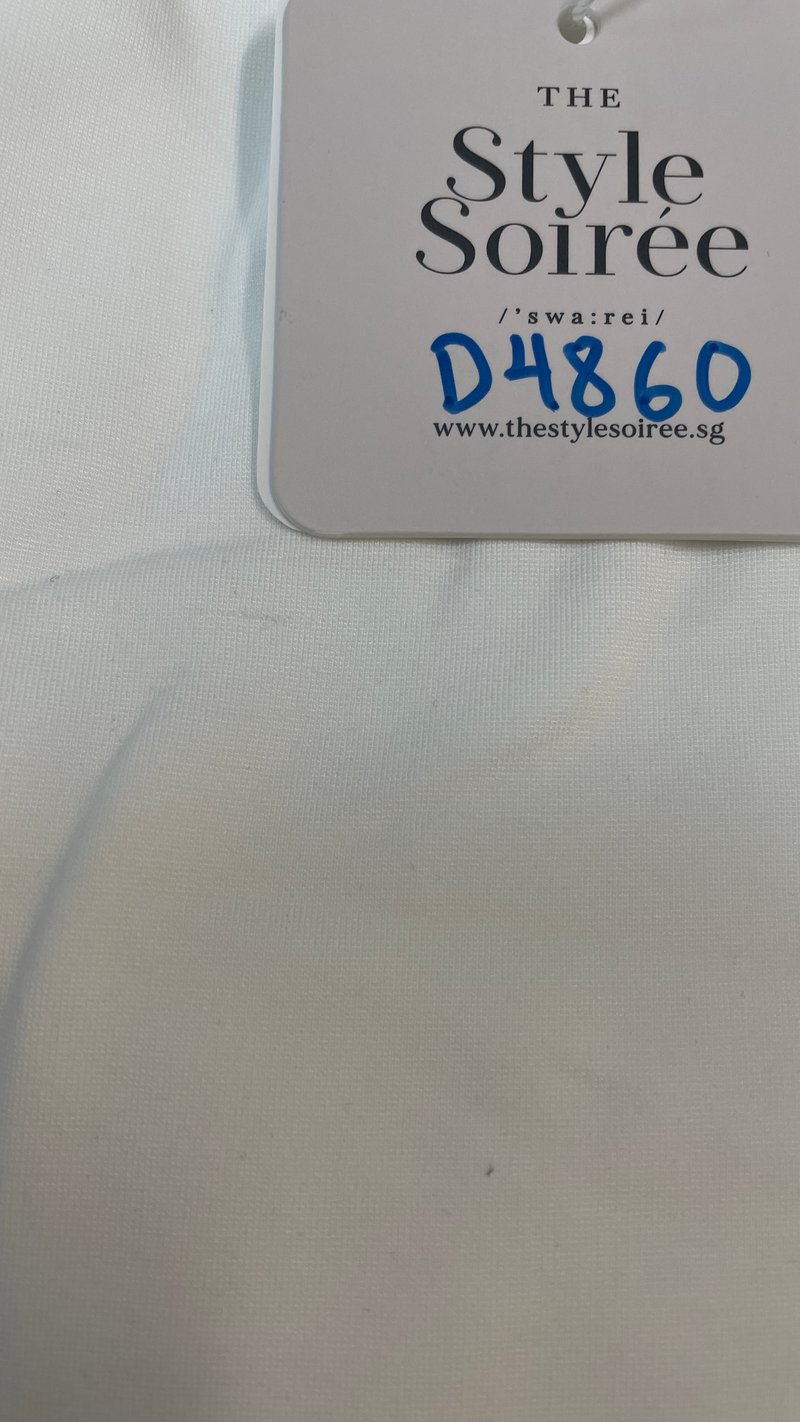 THE
Style
Soirée
/'swa:rei/
D4860
www.thestylesoiree.sg